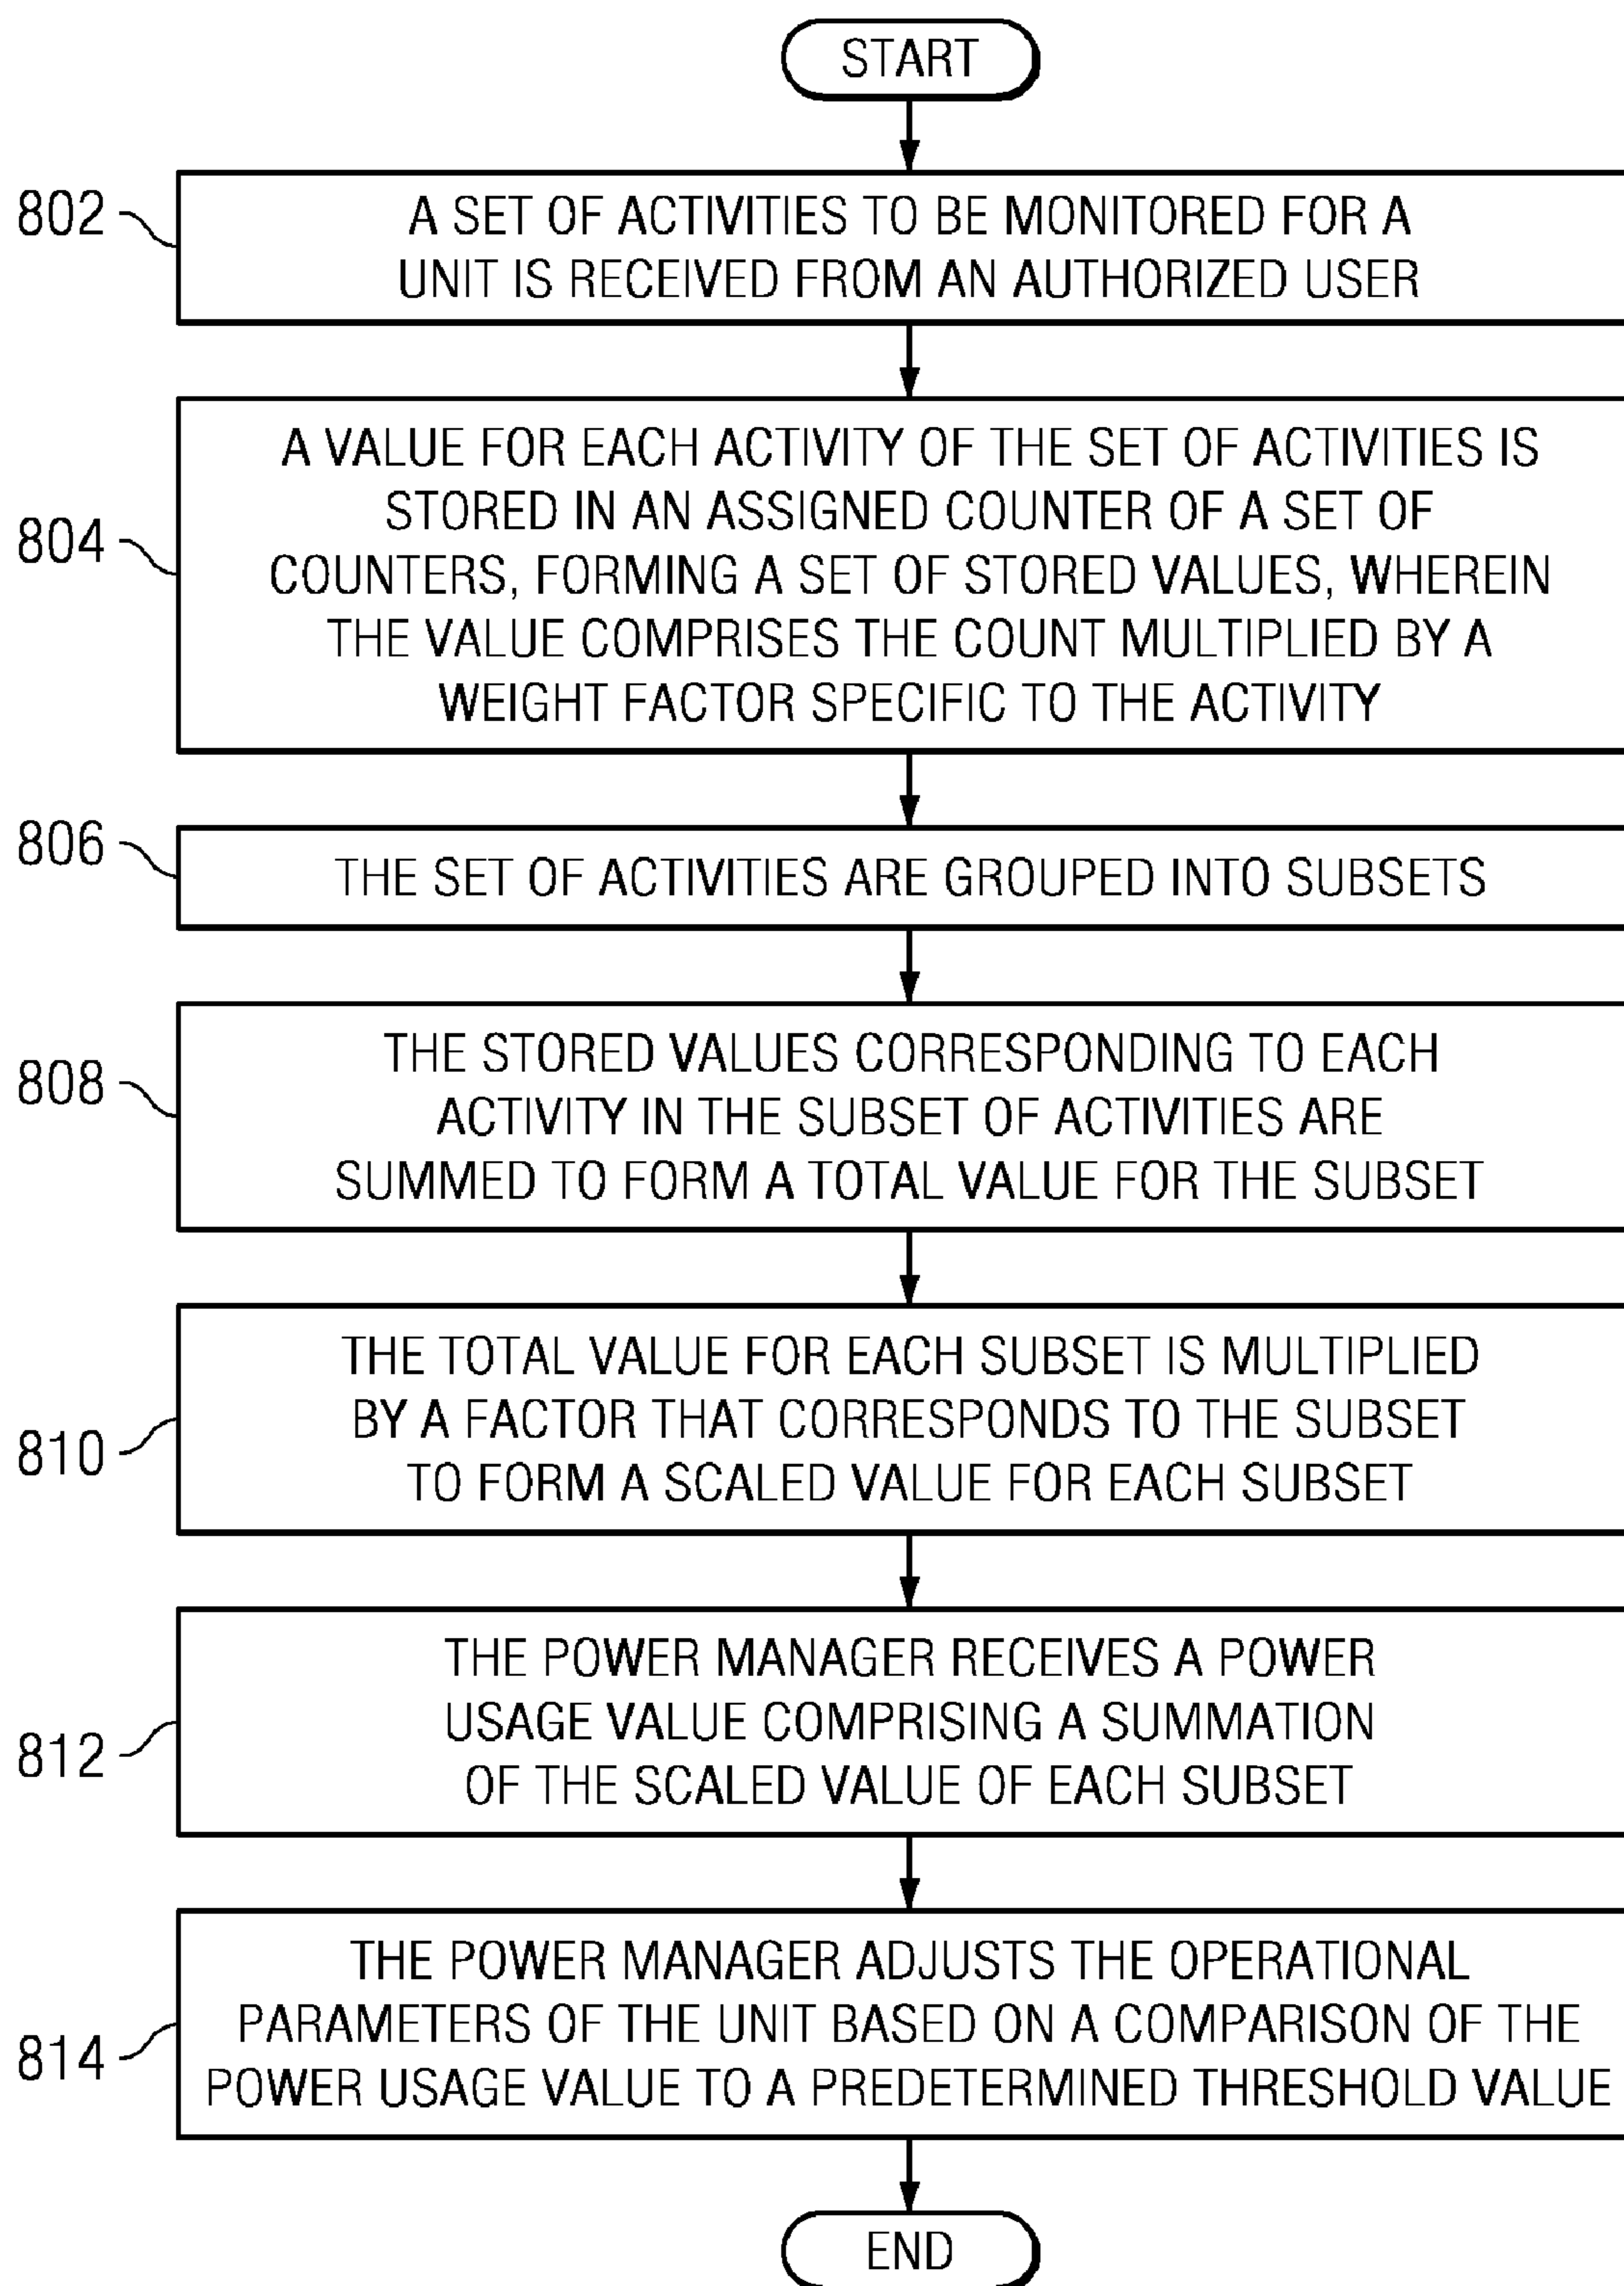 START
802
A SET OF ACTIVITIES TO BE MONITORED FOR A
UNIT IS RECEIVED FROM AN AUTHORIZED USER
804
A VALUE FOR EACH ACTIVITY OF THE SET OF ACTIVITIES IS
STORED IN AN ASSIGNED COUNTER OF A SET OF
COUNTERS, FORMING A SET OF STORED VALUES, WHEREIN
THE VALUE COMPRISES THE COUNT MULTIPLIED BY A
WEIGHT FACTOR SPECIFIC TO THE ACTIVITY
806
THE SET OF ACTIVITIES ARE GROUPED INTO SUBSETS
808
THE STORED VALUES CORRESPONDING TO EACH
ACTIVITY IN THE SUBSET OF ACTIVITIES ARE
SUMMED TO FORM A TOTAL VALUE FOR THE SUBSET
810
THE TOTAL VALUE FOR EACH SUBSET IS MULTIPLIED
BY A FACTOR THAT CORRESPONDS TO THE SUBSET
TO FORM A SCALED VALUE FOR EACH SUBSET
812
THE POWER MANAGER RECEIVES A POWER
USAGE VALUE COMPRISING A SUMMATION
OF THE SCALED VALUE OF EACH SUBSET
814
THE POWER MANAGER ADJUSTS THE OPERATIONAL
PARAMETERS OF THE UNIT BASED ON A COMPARISON OF THE
POWER USAGE VALUE TO A PREDETERMINED THRESHOLD VALUE
END